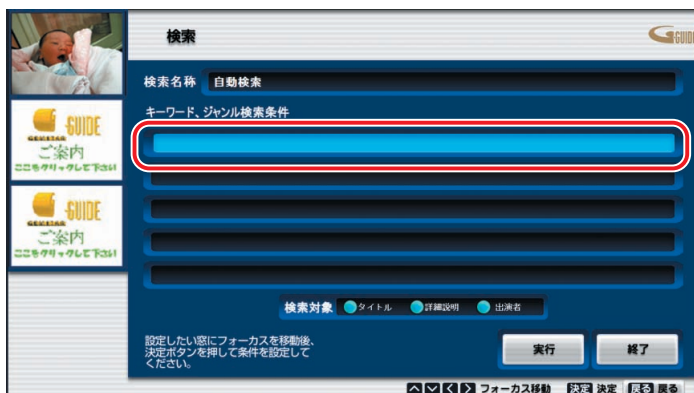 検索
GGUIDE
検索名称 自動検索
キーワード、ジャンル検索条件
G-GUIDE
GEMSTAR
ご案内
ここをクリックして下さい
G-GUIDE
GEMSTAR
ご案内
ここをクリックして下さい
検索対象 タイトル 詳細説明 出演者
設定したい窓にフォーカスを移動後、
決定ボタンを押して条件を設定して
ください。
実行 終了
フォーカス移動 決定 決定 戻る 戻る